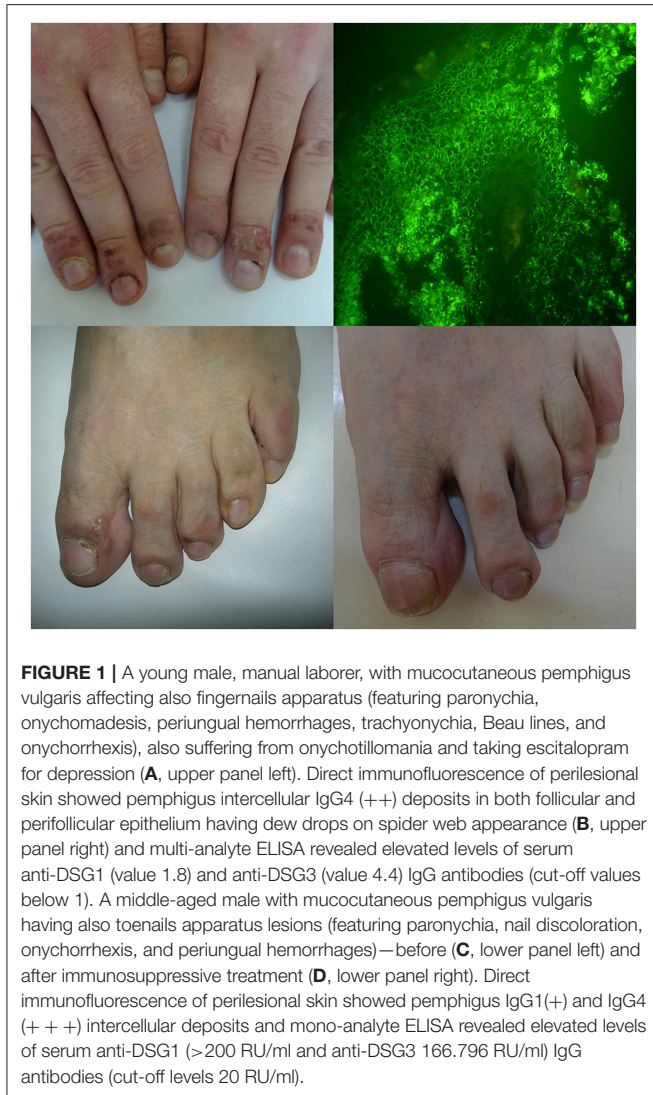 FIGURE 1 | A young male, manual laborer, with mucocutaneous pemphigus
vulgaris affecting also fingernails apparatus (featuring paronychia,
onychomadesis, periungual hemorrhages, trachyonychia, Beau lines, and
onychorrhexis), also suffering from onychotillomania and taking escitalopram
for depression (A, upper panel left). Direct immunofluorescence of perilesional
skin showed pemphigus intercellular IgG4 (++) deposits in both follicular and
perifollicular epithelium having dew drops on spider web appearance (B, upper
panel right) and multi-analyte ELISA revealed elevated levels of serum
anti-DSG1 (value 1.8) and anti-DSG3 (value 4.4) IgG antibodies (cut-off values
below 1). A middle-aged male with mucocutaneous pemphigus vulgaris
having also toenails apparatus lesions (featuring paronychia, nail discoloration,
onychorrhexis, and periungual hemorrhages)—before (C, lower panel left) and
after immunosuppressive treatment (D, lower panel right). Direct
immunofluorescence of perilesional skin showed pemphigus IgG1(+) and IgG4
(+ + +) intercellular deposits and mono-analyte ELISA revealed elevated levels
of serum anti-DSG1 (>200 RU/ml and anti-DSG3 166.796 RU/ml) IgG
antibodies (cut-off levels 20 RU/ml).